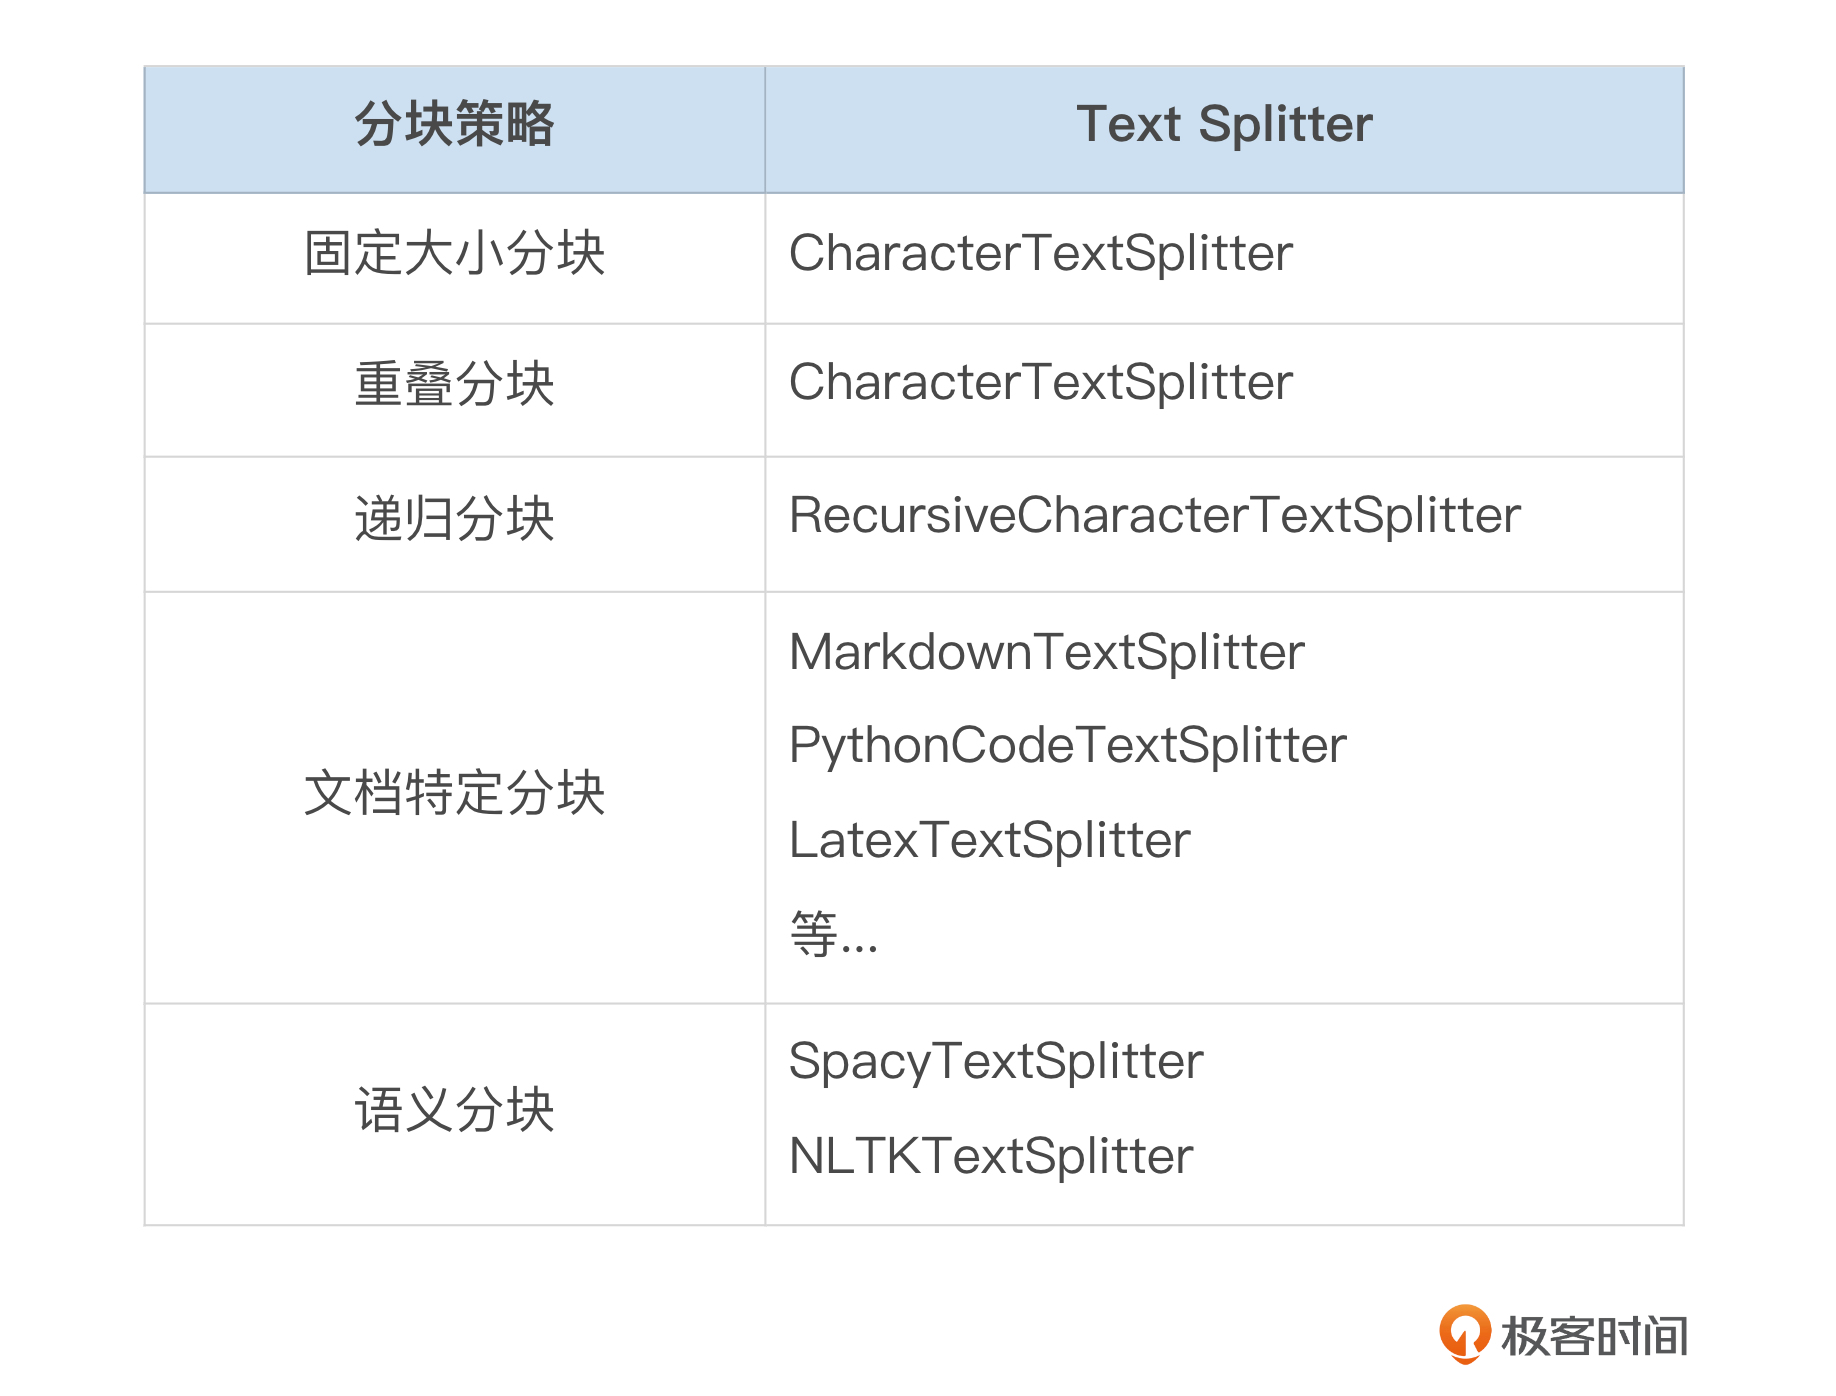 分块策略
Text Splitter
固定大小分块
CharacterTextSplitter
重叠分块
CharacterTextSplitter
递归分块
RecursiveCharacterTextSplitter
文档特定分块
MarkdownTextSplitter
PythonCodeTextSplitter
LatexTextSplitter
等...
语义分块
SpacyTextSplitter
NLTKTextSplitter
极客时间